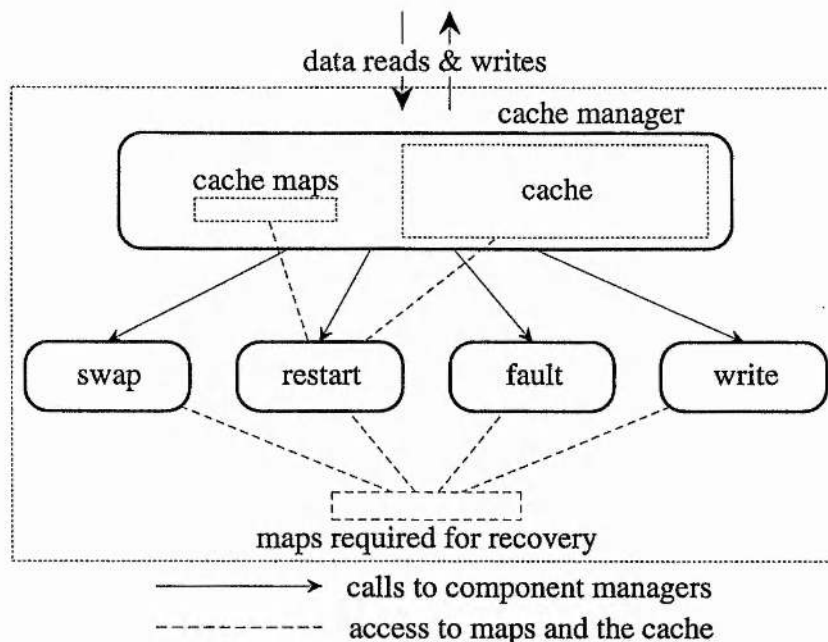 data reads & writes
cache manager
cache maps
cache
swap
restart
fault
write
maps required for recovery
calls to component managers
access to maps and the cache